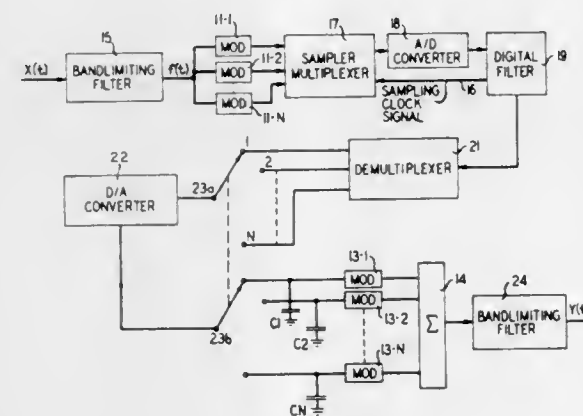 15
BANDLIMITING
FILTER
X(t)
f(t)
11-1
MOD
11-2
MOD
MOD
11-N
17
SAMPLER
MULTIPLEXER
18
A/D
CONVERTER
DIGITAL
FILTER
19
SAMPLING
CLOCK
SIGNAL
16
22
D/A
CONVERTER
23a
1
2
N
21
DEMULTIPLEXER
23b
C1
C2
CN
13-1
MOD
MOD
13-2
MOD
13-N
14
Σ
24
BANDLIMITING
FILTER
Y(t